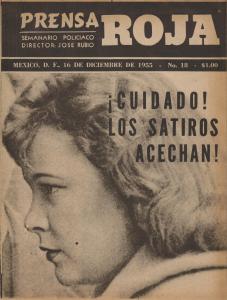 PRENSA
ROJA
SEMANARIO POLICIACO
DIRECTOR: JOSE RUBIO
MEXICO, D. F., 16 DE DICIEMBRE DE 1955 - No. 18 - $1.00
¡CUIDADO!
LOS SATIROS
ACECHAN!